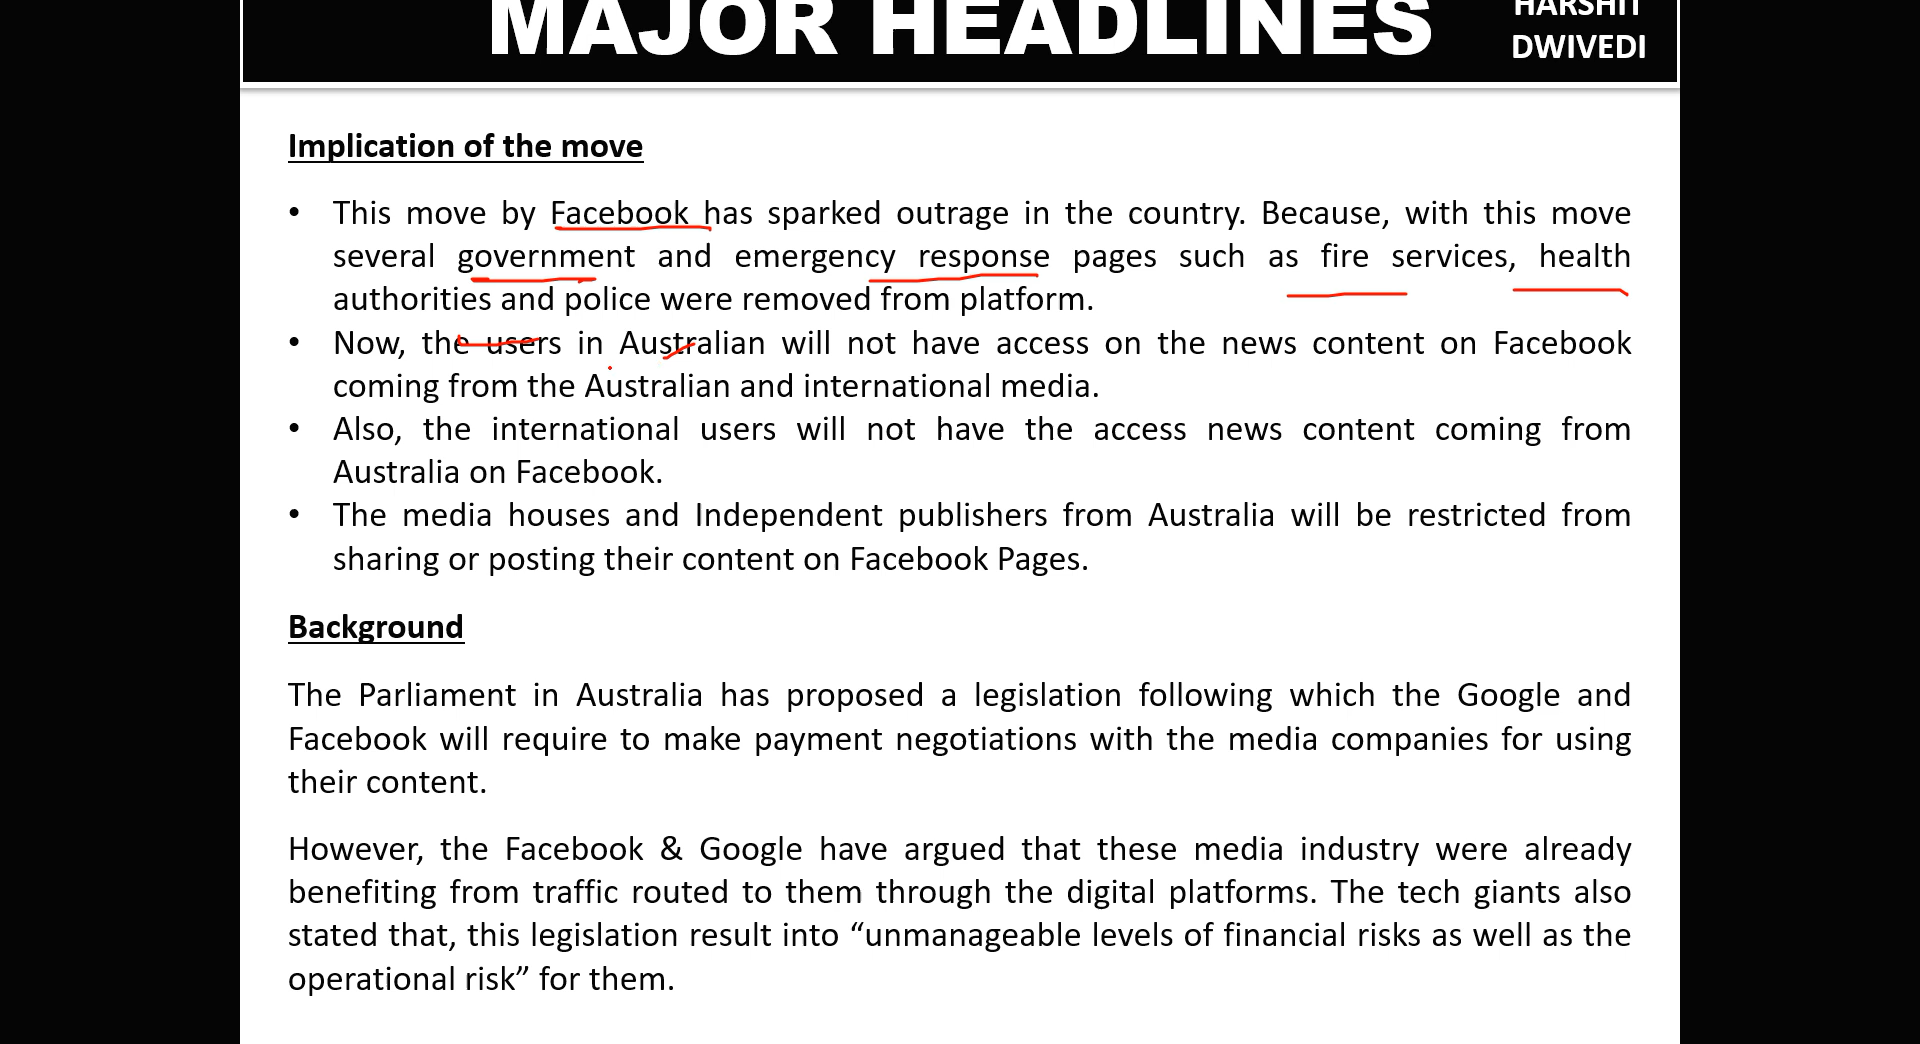 MAJOR HEADLINES
HARSHIT
DWIVEDI
Implication of the move
• This move by Facebook has sparked outrage in the country. Because, with this move
several government and emergency response pages such as fire services, health
authorities and police were removed from platform.
• Now, the users in Australian will not have access on the news content on Facebook
coming from the Australian and international media.
• Also, the international users will not have the access news content coming from
Australia on Facebook.
• The media houses and Independent publishers from Australia will be restricted from
sharing or posting their content on Facebook Pages.
Background
The Parliament in Australia has proposed a legislation following which the Google and
Facebook will require to make payment negotiations with the media companies for using
their content.
However, the Facebook & Google have argued that these media industry were already
benefiting from traffic routed to them through the digital platforms. The tech giants also
stated that, this legislation result into “unmanageable levels of financial risks as well as the
operational risk” for them.